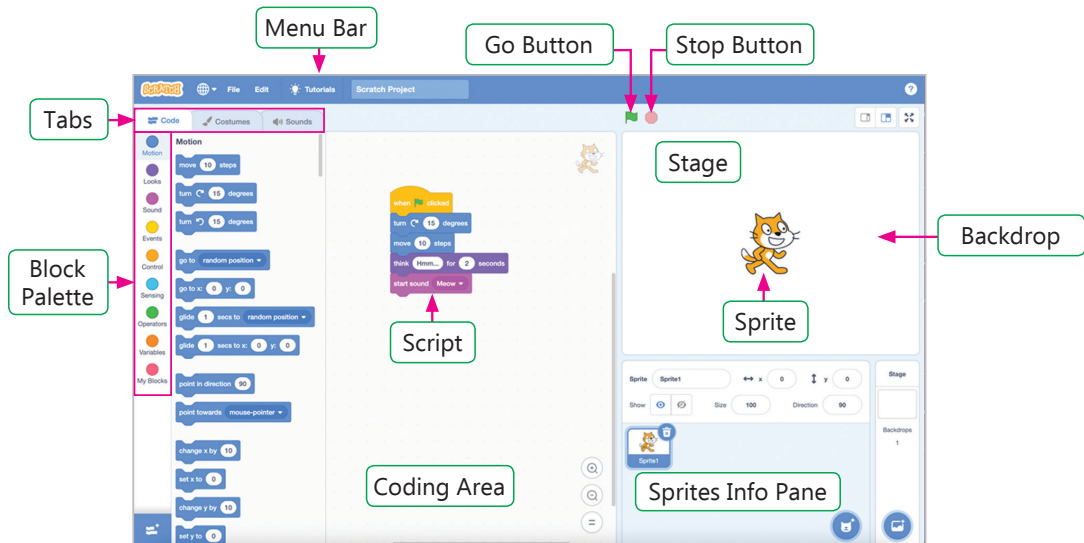 Menu Bar
Go Button
Stop Button
SCRATCH
File
Edit
Tutorials
Scratch Project
?
Tabs
Code
Costumes
Sounds
Block
Palette
Motion
Looks
Sound
Events
Control
Sensing
Operators
Variables
My Blocks
Motion
move 10 steps
turn 15 degrees
turn 15 degrees
go to random position
go to x: 0 y: 0
glide 1 secs to random position
glide 1 secs to x: 0 y: 0
point in direction 90
point towards mouse-pointer
change x by 10
set x to 0
change y by 10
set y to 0
when clicked
turn 15 degrees
move 10 steps
think Hmm... for 2 seconds
start sound Meow
Script
Coding Area
Stage
Backdrop
Sprite
Sprite Sprite1 x 0 y 0
Show Size 100 Direction 90
Sprite1
Sprites Info Pane
Stage
Backdrops
1